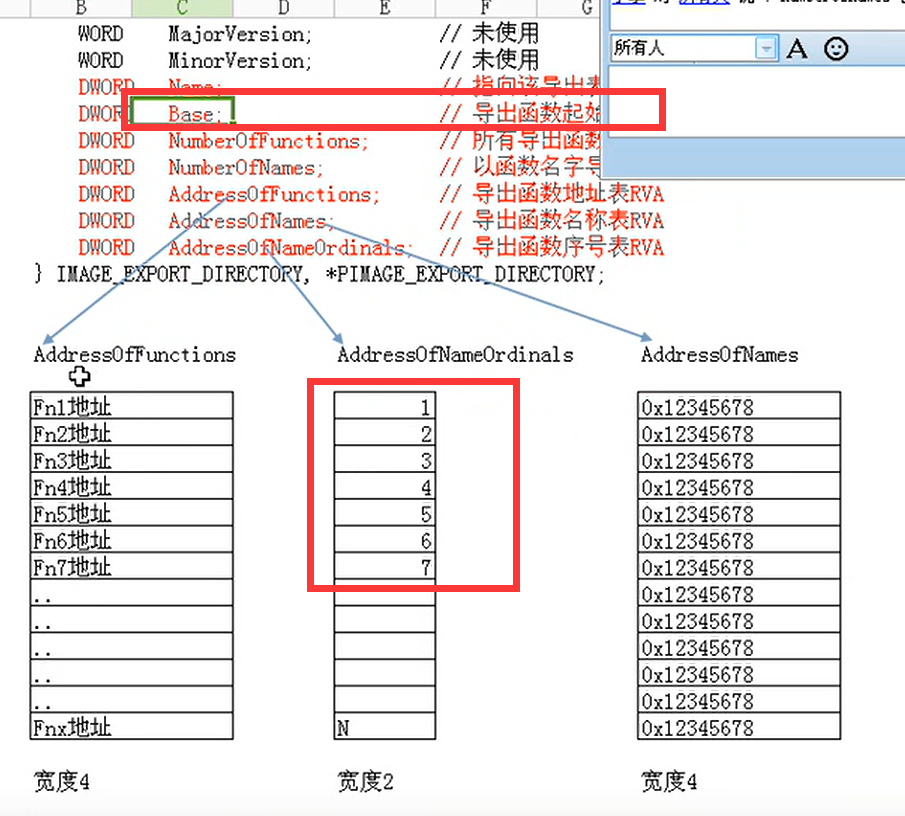 B C D E F G
WORD MajorVersion; // 未使用
所有人
WORD MinorVersion; // 未使用
DWORD Name; // 指向该导出表
DWORD Base; // 导出函数起始
DWORD NumberOfFunctions; // 所有导出函数
DWORD NumberOfNames; // 以函数名字导
DWORD AddressOfFunctions; // 导出函数地址表RVA
DWORD AddressOfNames; // 导出函数名称表RVA
DWORD AddressOfNameOrdinals; // 导出函数序号表RVA
} IMAGE_EXPORT_DIRECTORY, *PIMAGE_EXPORT_DIRECTORY;
AddressOfFunctions AddressOfNameOrdinals AddressOfNames
Fn1地址 1 0x12345678
Fn2地址 2 0x12345678
Fn3地址 3 0x12345678
Fn4地址 4 0x12345678
Fn5地址 5 0x12345678
Fn6地址 6 0x12345678
Fn7地址 7 0x12345678
.. 0x12345678
.. 0x12345678
.. 0x12345678
.. 0x12345678
.. 0x12345678
Fnx地址 N 0x12345678
宽度4 宽度2 宽度4